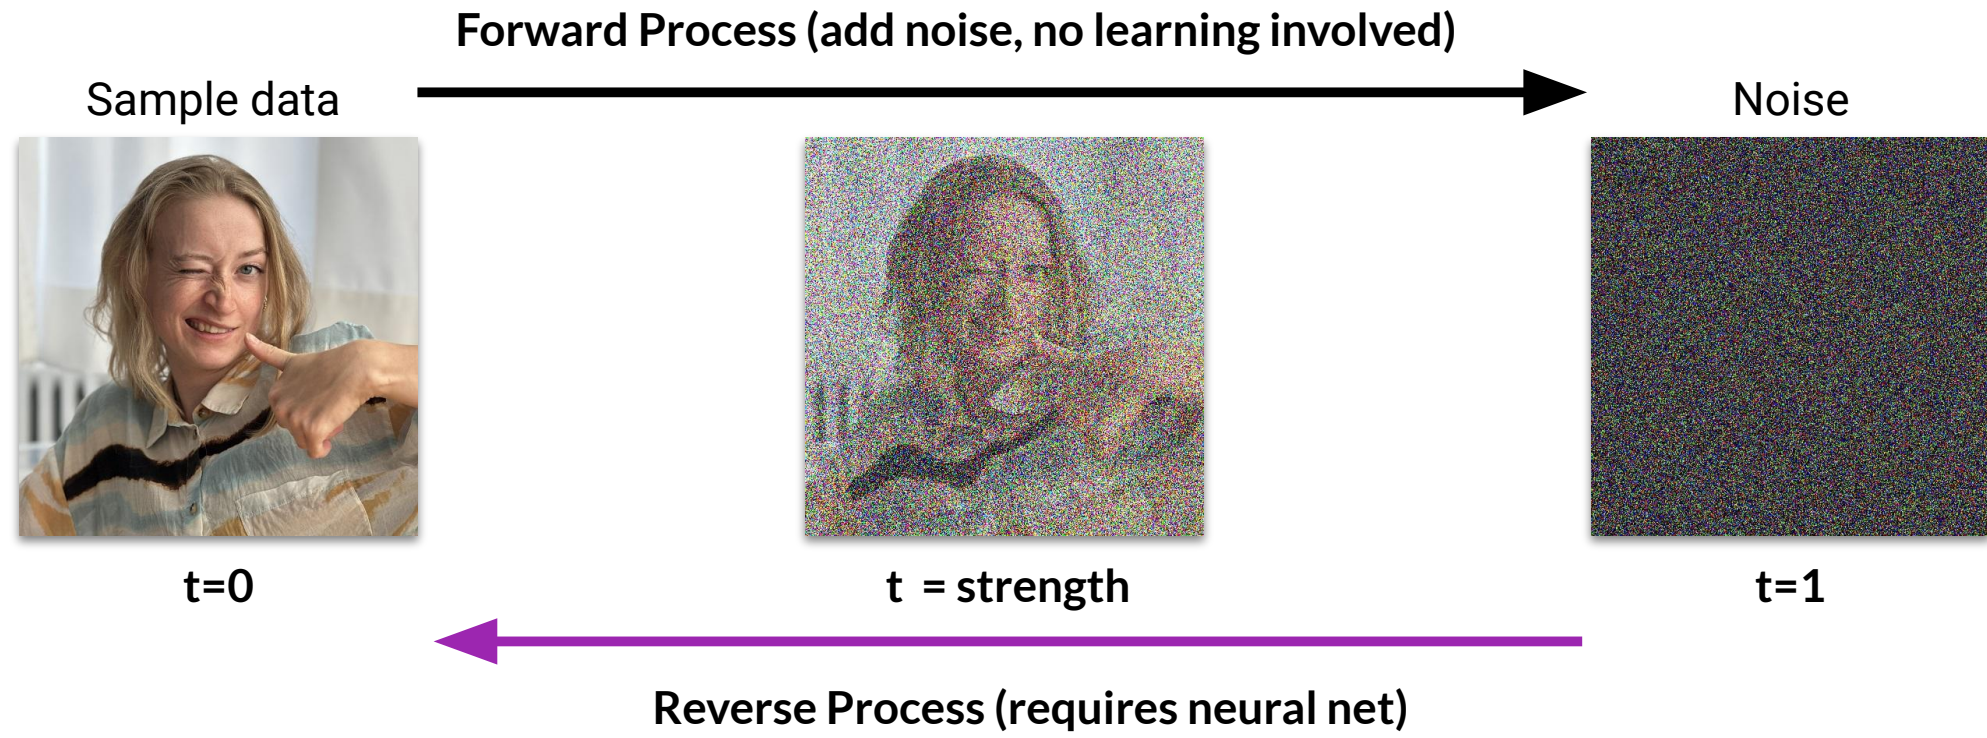 Forward Process (add noise, no learning involved)
Sample data
Noise
t=0
t = strength
t=1
Reverse Process (requires neural net)